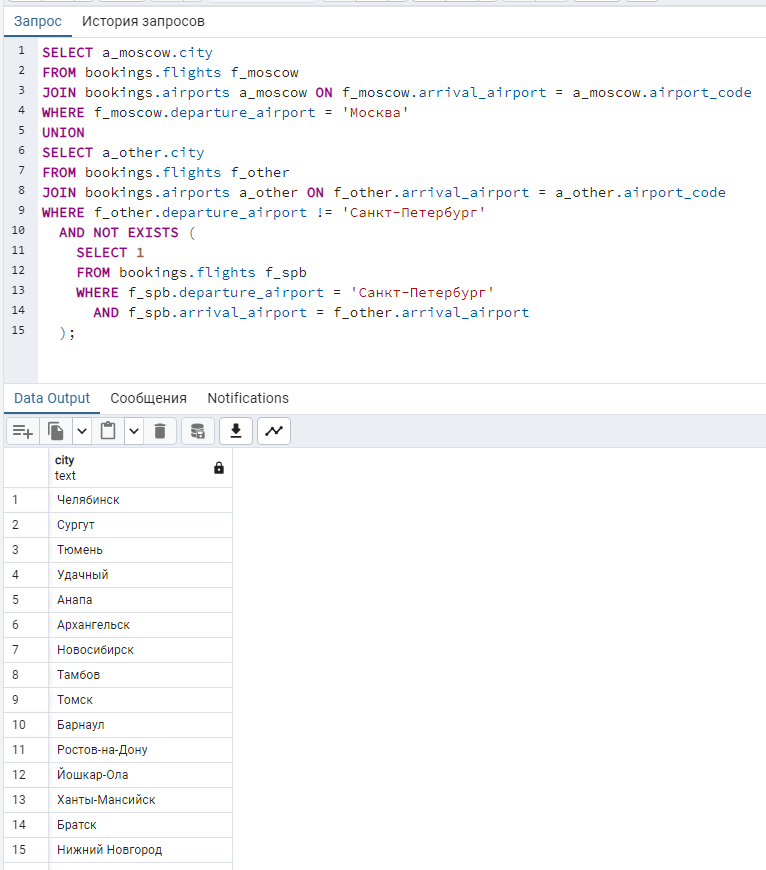 Запрос История запросов
1 SELECT a_moscow.city
2 FROM bookings.flights f_moscow
3 JOIN bookings.airports a_moscow ON f_moscow.arrival_airport = a_moscow.airport_code
4 WHERE f_moscow.departure_airport = 'Москва'
5 UNION
6 SELECT a_other.city
7 FROM bookings.flights f_other
8 JOIN bookings.airports a_other ON f_other.arrival_airport = a_other.airport_code
9 WHERE f_other.departure_airport != 'Санкт-Петербург'
10 AND NOT EXISTS (
11 SELECT 1
12 FROM bookings.flights f_spb
13 WHERE f_spb.departure_airport = 'Санкт-Петербург'
14 AND f_spb.arrival_airport = f_other.arrival_airport
15 );
Data Output Сообщения Notifications
city
text
1 Челябинск
2 Сургут
3 Тюмень
4 Удачный
5 Анапа
6 Архангельск
7 Новосибирск
8 Тамбов
9 Томск
10 Барнаул
11 Ростов-на-Дону
12 Йошкар-Ола
13 Ханты-Мансийск
14 Братск
15 Нижний Новгород